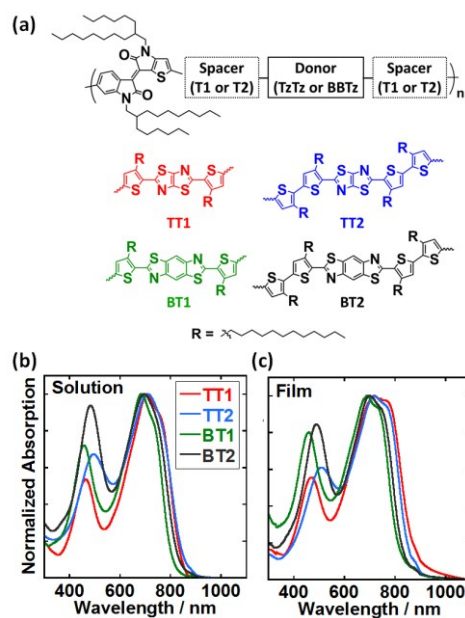 (a)
N
O
S
O
N
S
Spacer
(T1 or T2)
Donor
(TzTz or BBTz)
Spacer
(T1 or T2)
n
R
S
N
S
S
N
S
R
TT1
R
S
S
R
N
S
S
N
S
R
S
R
TT2
R
S
S
N
N
S
S
R
BT1
R
S
S
R
S
N
N
S
S
R
S
R
BT2
R =
(b)
Solution
TT1
TT2
BT1
BT2
Normalized Absorption
400 600 800 1000
Wavelength / nm
(c)
Film
400 600 800 1000
Wavelength / nm